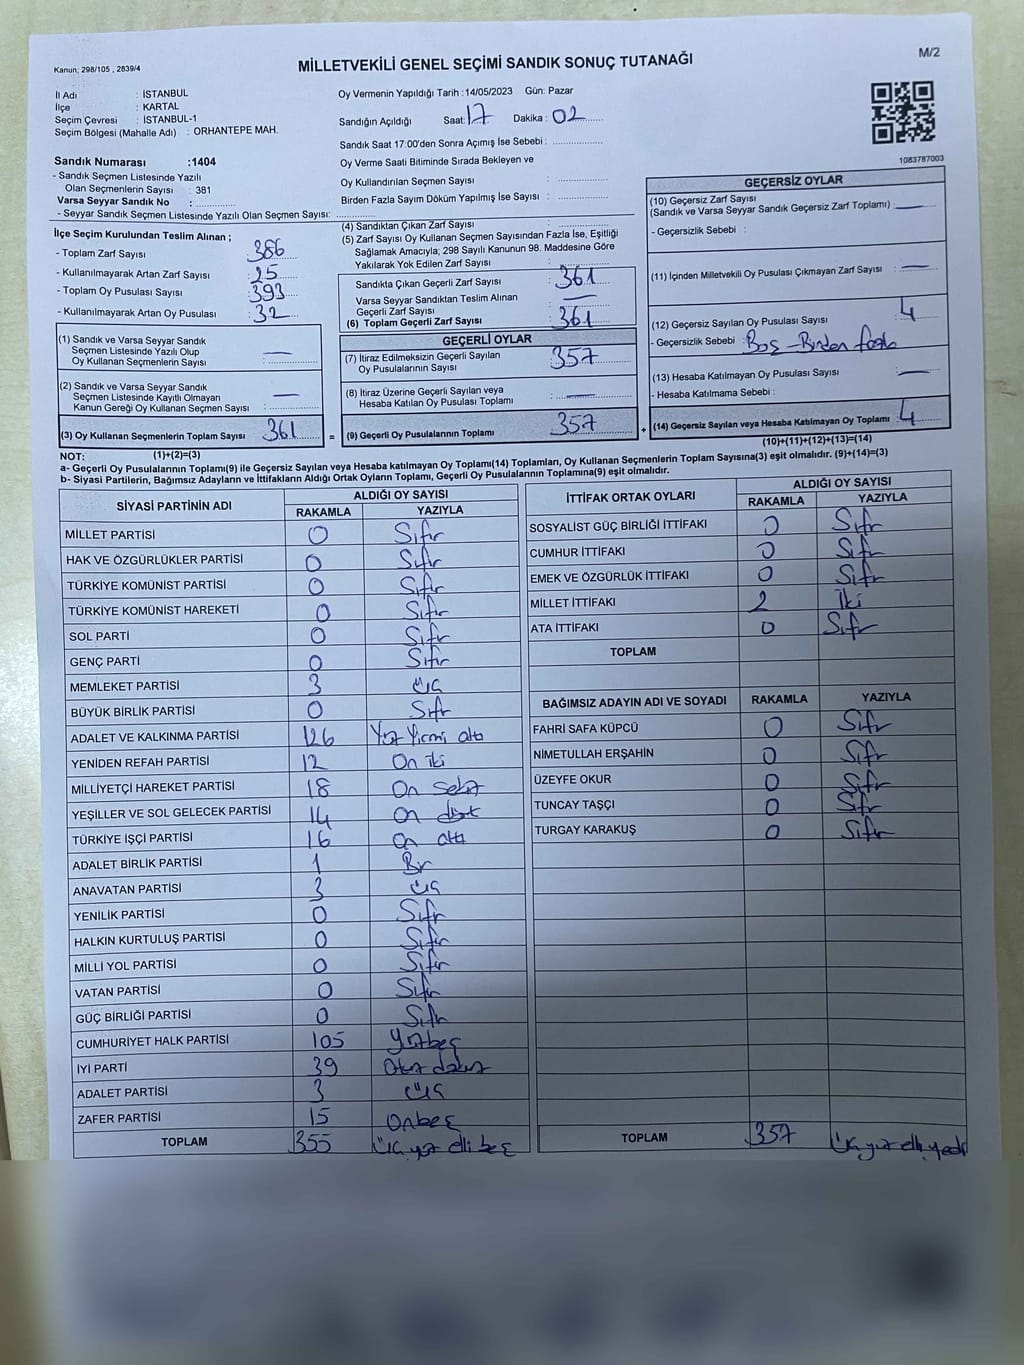 Kanun; 298/105 , 2839/4
MİLLETVEKİLİ GENEL SEÇİMİ SANDIK SONUÇ TUTANAĞI
M/2
İl Adı : İSTANBUL
İlçe : KARTAL
Seçim Çevresi : İSTANBUL-1
Seçim Bölgesi (Mahalle Adı) : ORHANTEPE MAH.
Sandık Numarası :1404
- Sandık Seçmen Listesinde Yazılı
Olan Seçmenlerin Sayısı : 381
Varsa Seyyar Sandık No :
- Seyyar Sandık Seçmen Listesinde Yazılı Olan Seçmen Sayısı:
Oy Vermenin Yapıldığı Tarih :14/05/2023 Gün: Pazar
Sandığın Açıldığı Saat: 17 Dakika : 02
Sandık Saat 17:00'den Sonra Açımış İse Sebebi :
Oy Verme Saati Bitiminde Sırada Bekleyen ve
Oy Kullandırılan Seçmen Sayısı :
Birden Fazla Sayım Döküm Yapılmış İse Sayısı :
1083787003
İlçe Seçim Kurulundan Teslim Alınan ;
- Toplam Zarf Sayısı : 386
- Kullanılmayarak Artan Zarf Sayısı : 25
- Toplam Oy Pusulası Sayısı : 393
- Kullanılmayarak Artan Oy Pusulası : 32
(1) Sandık ve Varsa Seyyar Sandık
Seçmen Listesinde Yazılı Olup
Oy Kullanan Seçmenlerin Sayısı : —
(2) Sandık ve Varsa Seyyar Sandık
Seçmen Listesinde Kayıtlı Olmayan
Kanun Gereği Oy Kullanan Seçmen Sayısı : —
(3) Oy Kullanan Seçmenlerin Toplam Sayısı 361 =
(4) Sandıktan Çıkan Zarf Sayısı :
(5) Zarf Sayısı Oy Kullanan Seçmen Sayısından Fazla İse, Eşitliği
Sağlamak Amacıyla; 298 Sayılı Kanunun 98. Maddesine Göre
Yakılarak Yok Edilen Zarf Sayısı :
Sandıkta Çıkan Geçerli Zarf Sayısı : 361
Varsa Seyyar Sandıktan Teslim Alınan
Geçerli Zarf Sayısı : —
(6) Toplam Geçerli Zarf Sayısı : 361
GEÇERLİ OYLAR
(7) İtiraz Edilmeksizin Geçerli Sayılan
Oy Pusulalarının Sayısı : 357
(8) İtiraz Üzerine Geçerli Sayılan veya
Hesaba Katılan Oy Pusulası Toplamı : —
(9) Geçerli Oy Pusulalarının Toplamı : 357 +
GEÇERSİZ OYLAR
(10) Geçersiz Zarf Sayısı
(Sandık ve Varsa Seyyar Sandık Geçersiz Zarf Toplamı) : —
- Geçersizlik Sebebi :
(11) İçinden Milletvekili Oy Pusulası Çıkmayan Zarf Sayısı : —
(12) Geçersiz Sayılan Oy Pusulası Sayısı : 4
- Geçersizlik Sebebi : Boş - Birden fazla
(13) Hesaba Katılmayan Oy Pusulası Sayısı : —
- Hesaba Katılmama Sebebi :
(14) Geçersiz Sayılan veya Hesaba Katılmayan Oy Toplamı : 4
NOT: (1)+(2)=(3)
(10)+(11)+(12)+(13)=(14)
a- Geçerli Oy Pusulalarının Toplamı(9) ile Geçersiz Sayılan veya Hesaba katılmayan Oy Toplamı(14) Toplamları, Oy Kullanan Seçmenlerin Toplam Sayısına(3) eşit olmalıdır. (9)+(14)=(3)
b- Siyasi Partilerin, Bağımsız Adayların ve İttifakların Aldığı Oyların Toplamı, Geçerli Oy Pusulalarının Toplamına(9) eşit olmalıdır.
SİYASİ PARTİNİN ADI ALDIĞI OY SAYISI
RAKAMLA YAZIYLA
MİLLET PARTİSİ 0 Sıfır
HAK VE ÖZGÜRLÜKLER PARTİSİ 0 Sıfır
TÜRKİYE KOMÜNİST PARTİSİ 0 Sıfır
TÜRKİYE KOMÜNİST HAREKETİ 0 Sıfır
SOL PARTİ 0 Sıfır
GENÇ PARTİ 0 Sıfır
MEMLEKET PARTİSİ 3 üç
BÜYÜK BİRLİK PARTİSİ 0 Sıfır
ADALET VE KALKINMA PARTİSİ 126 Yüz Yirmi altı
YENİDEN REFAH PARTİSİ 12 On iki
MİLLİYETÇİ HAREKET PARTİSİ 18 On sekiz
YEŞİLLER VE SOL GELECEK PARTİSİ 14 On dört
TÜRKİYE İŞÇİ PARTİSİ 16 On altı
ADALET BİRLİK PARTİSİ 1 Bir
ANAVATAN PARTİSİ 3 üç
YENİLİK PARTİSİ 0 Sıfır
HALKIN KURTULUŞ PARTİSİ 0 Sıfır
MİLLİ YOL PARTİSİ 0 Sıfır
VATAN PARTİSİ 0 Sıfır
GÜÇ BİRLİĞİ PARTİSİ 0 Sıfır
CUMHURİYET HALK PARTİSİ 105 Yüzbeş
İYİ PARTİ 39 Otuz dokuz
ADALET PARTİSİ 3 üç
ZAFER PARTİSİ 15 Onbeş
TOPLAM 355 üç yüz elli beş
İTTİFAK ORTAK OYLARI ALDIĞI OY SAYISI
RAKAMLA YAZIYLA
SOSYALİST GÜÇ BİRLİĞİ İTTİFAKI 0 Sıfır
CUMHUR İTTİFAKI 0 Sıfır
EMEK VE ÖZGÜRLÜK İTTİFAKI 0 Sıfır
MİLLET İTTİFAKI 2 İki
ATA İTTİFAKI 0 Sıfır
TOPLAM
BAĞIMSIZ ADAYIN ADI VE SOYADI RAKAMLA YAZIYLA
FAHRİ SAFA KÜPCÜ 0 Sıfır
NİMETULLAH ERŞAHİN 0 Sıfır
ÜZEYFE OKUR 0 Sıfır
TUNCAY TAŞÇI 0 Sıfır
TURGAY KARAKUŞ 0 Sıfır
TOPLAM 357 üç yüz elli yedi